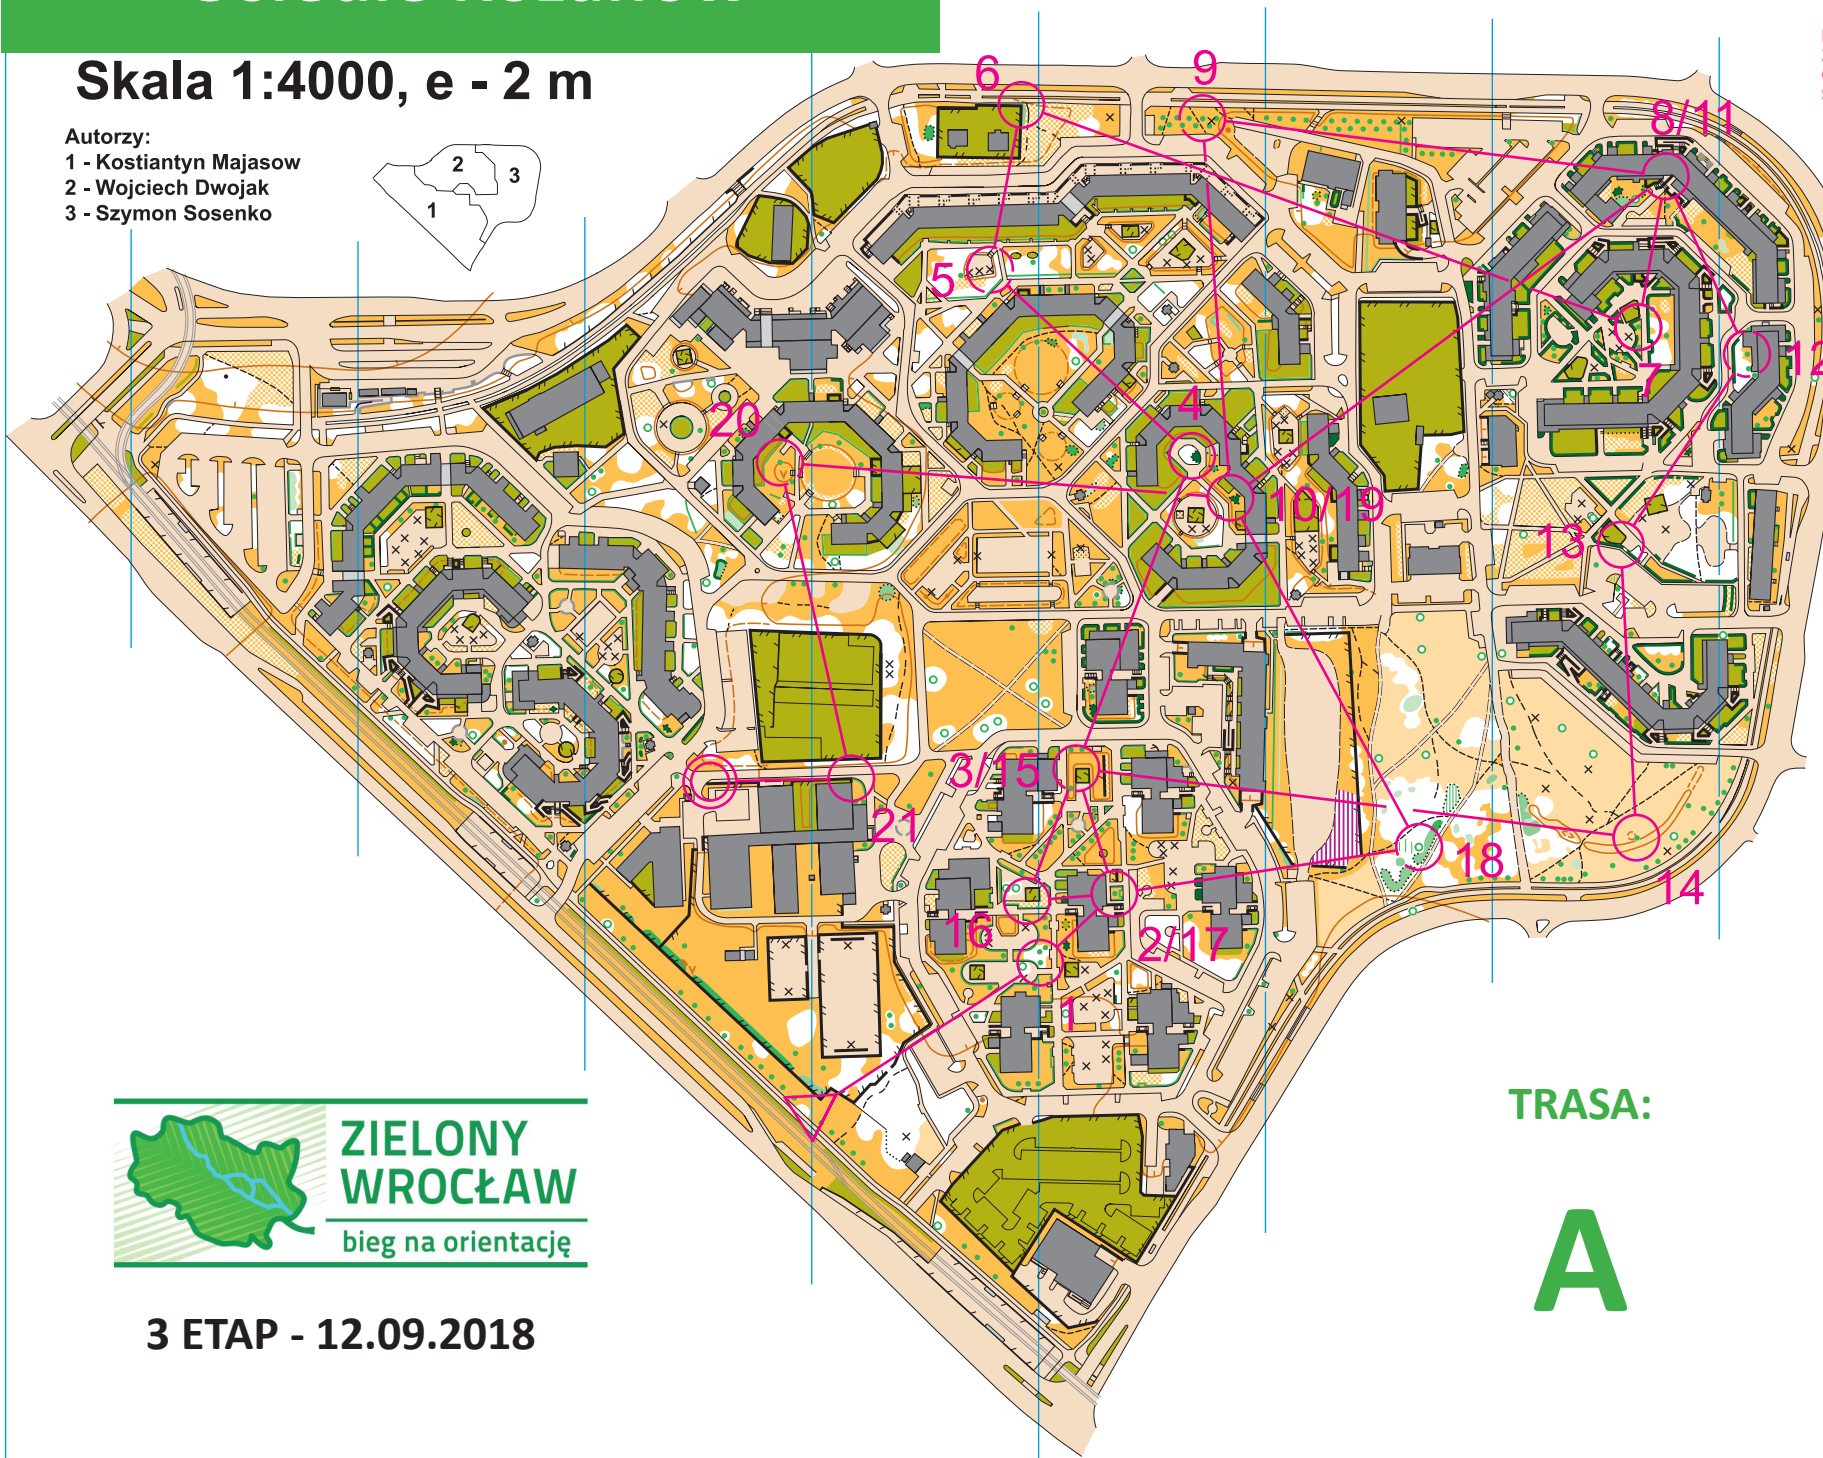 Skala 1:4000, e - 2 m
Autorzy:
1 - Kostiantyn Majasow
2 - Wojciech Dwojak
3 - Szymon Sosenko
2
3
1
6
9
8/11
5
7
12
4
20
10/19
13
3/15
21
18
14
16
2/17
1
TRASA:
A
ZIELONY
WROCŁAW
bieg na orientację
3 ETAP - 12.09.2018